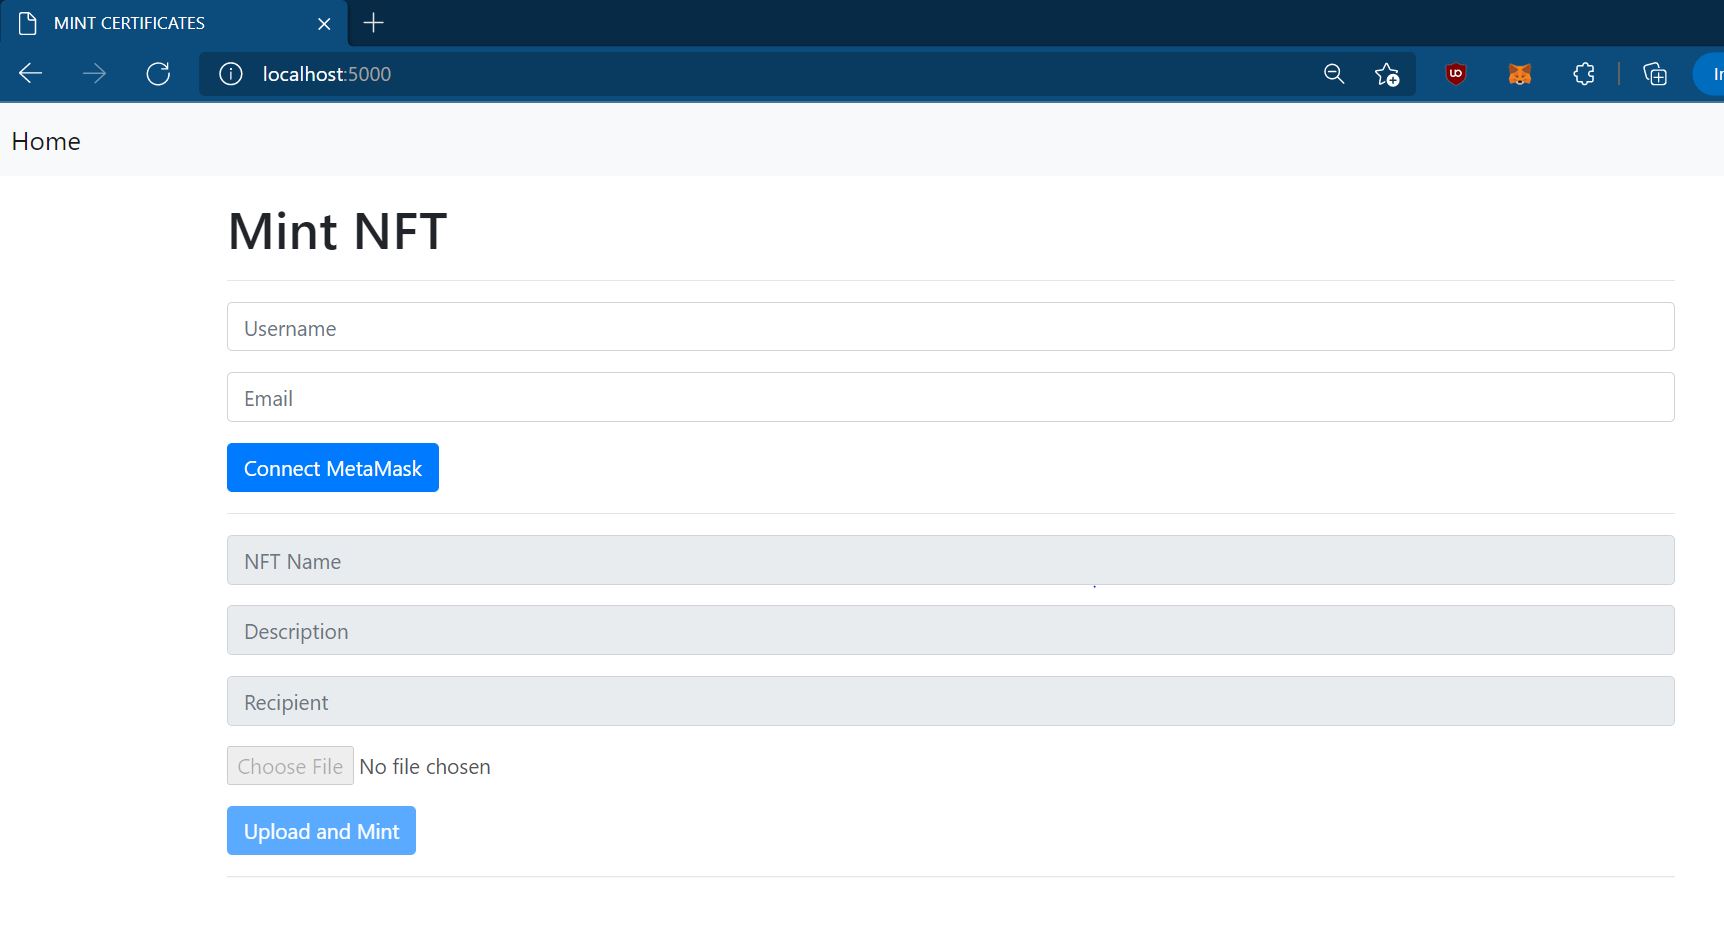 MINT CERTIFICATES
localhost:5000
In
Home
Mint NFT
Username
Email
Connect MetaMask
NFT Name
Description
Recipient
Choose File No file chosen
Upload and Mint